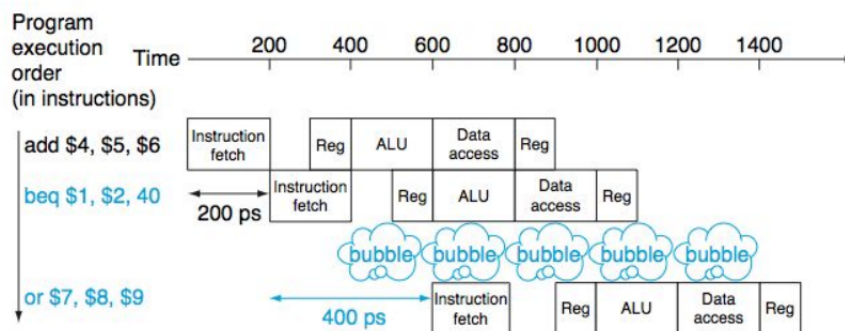 Program
execution
order
(in instructions)
Time
200 400 600 800 1000 1200 1400
add $4, $5, $6
Instruction
fetch
Reg
ALU
Data
access
Reg
beq $1, $2, 40
200 ps
Instruction
fetch
Reg
ALU
Data
access
Reg
bubble bubble bubble bubble bubble
or $7, $8, $9
400 ps
Instruction
fetch
Reg
ALU
Data
access
Reg